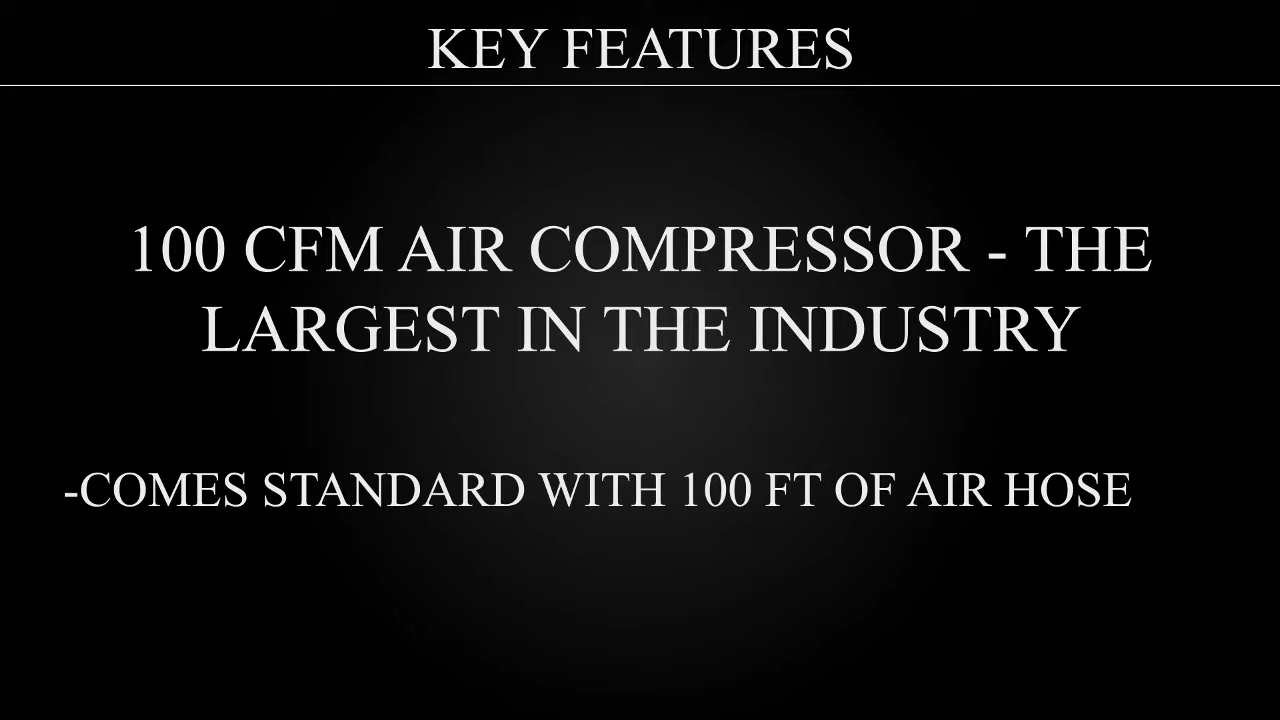 KEY FEATURES
100 CFM AIR COMPRESSOR - THE
LARGEST IN THE INDUSTRY
-COMES STANDARD WITH 100 FT OF AIR HOSE